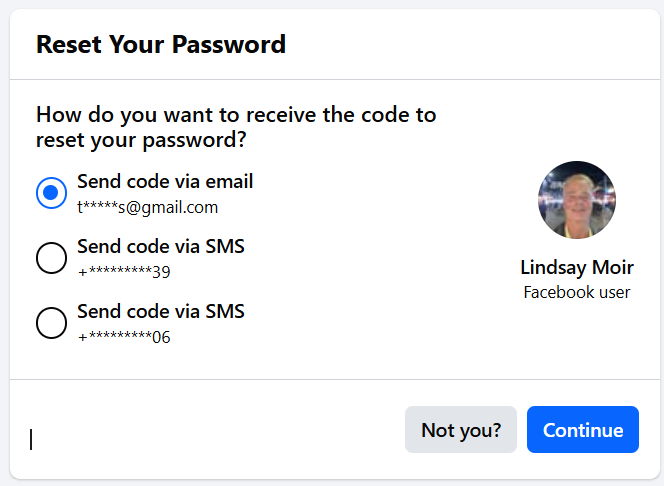 Reset Your Password
How do you want to receive the code to
reset your password?
Send code via email
t*****s@gmail.com
Send code via SMS
+*********39
Send code via SMS
+*********06
Lindsay Moir
Facebook user
Not you?
Continue